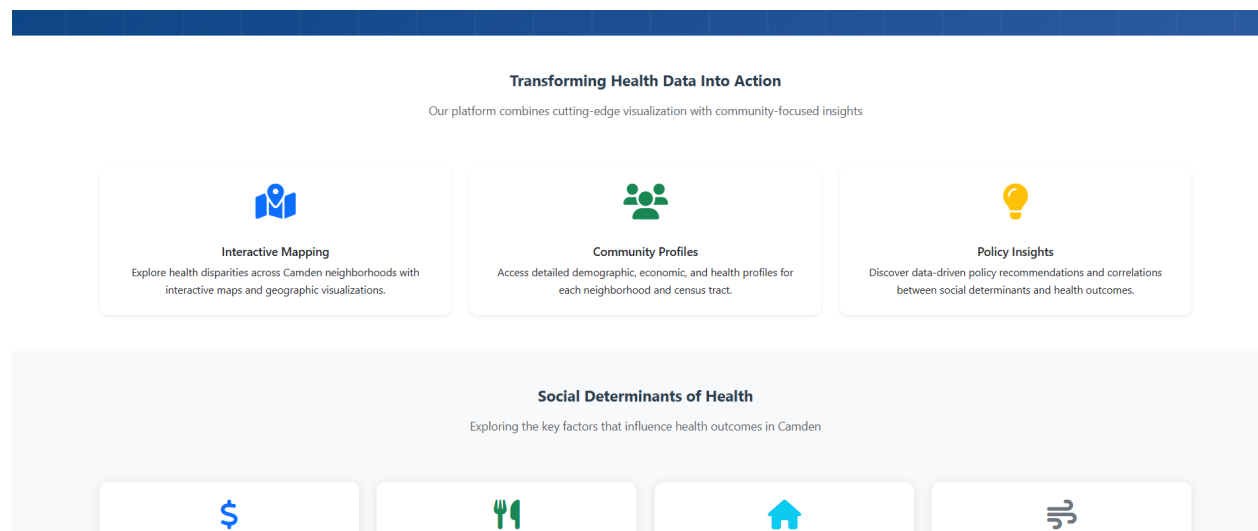 Transforming Health Data Into Action
Our platform combines cutting-edge visualization with community-focused insights
Interactive Mapping
Explore health disparities across Camden neighborhoods with
interactive maps and geographic visualizations.
Community Profiles
Access detailed demographic, economic, and health profiles for
each neighborhood and census tract.
Policy Insights
Discover data-driven policy recommendations and correlations
between social determinants and health outcomes.
Social Determinants of Health
Exploring the key factors that influence health outcomes in Camden